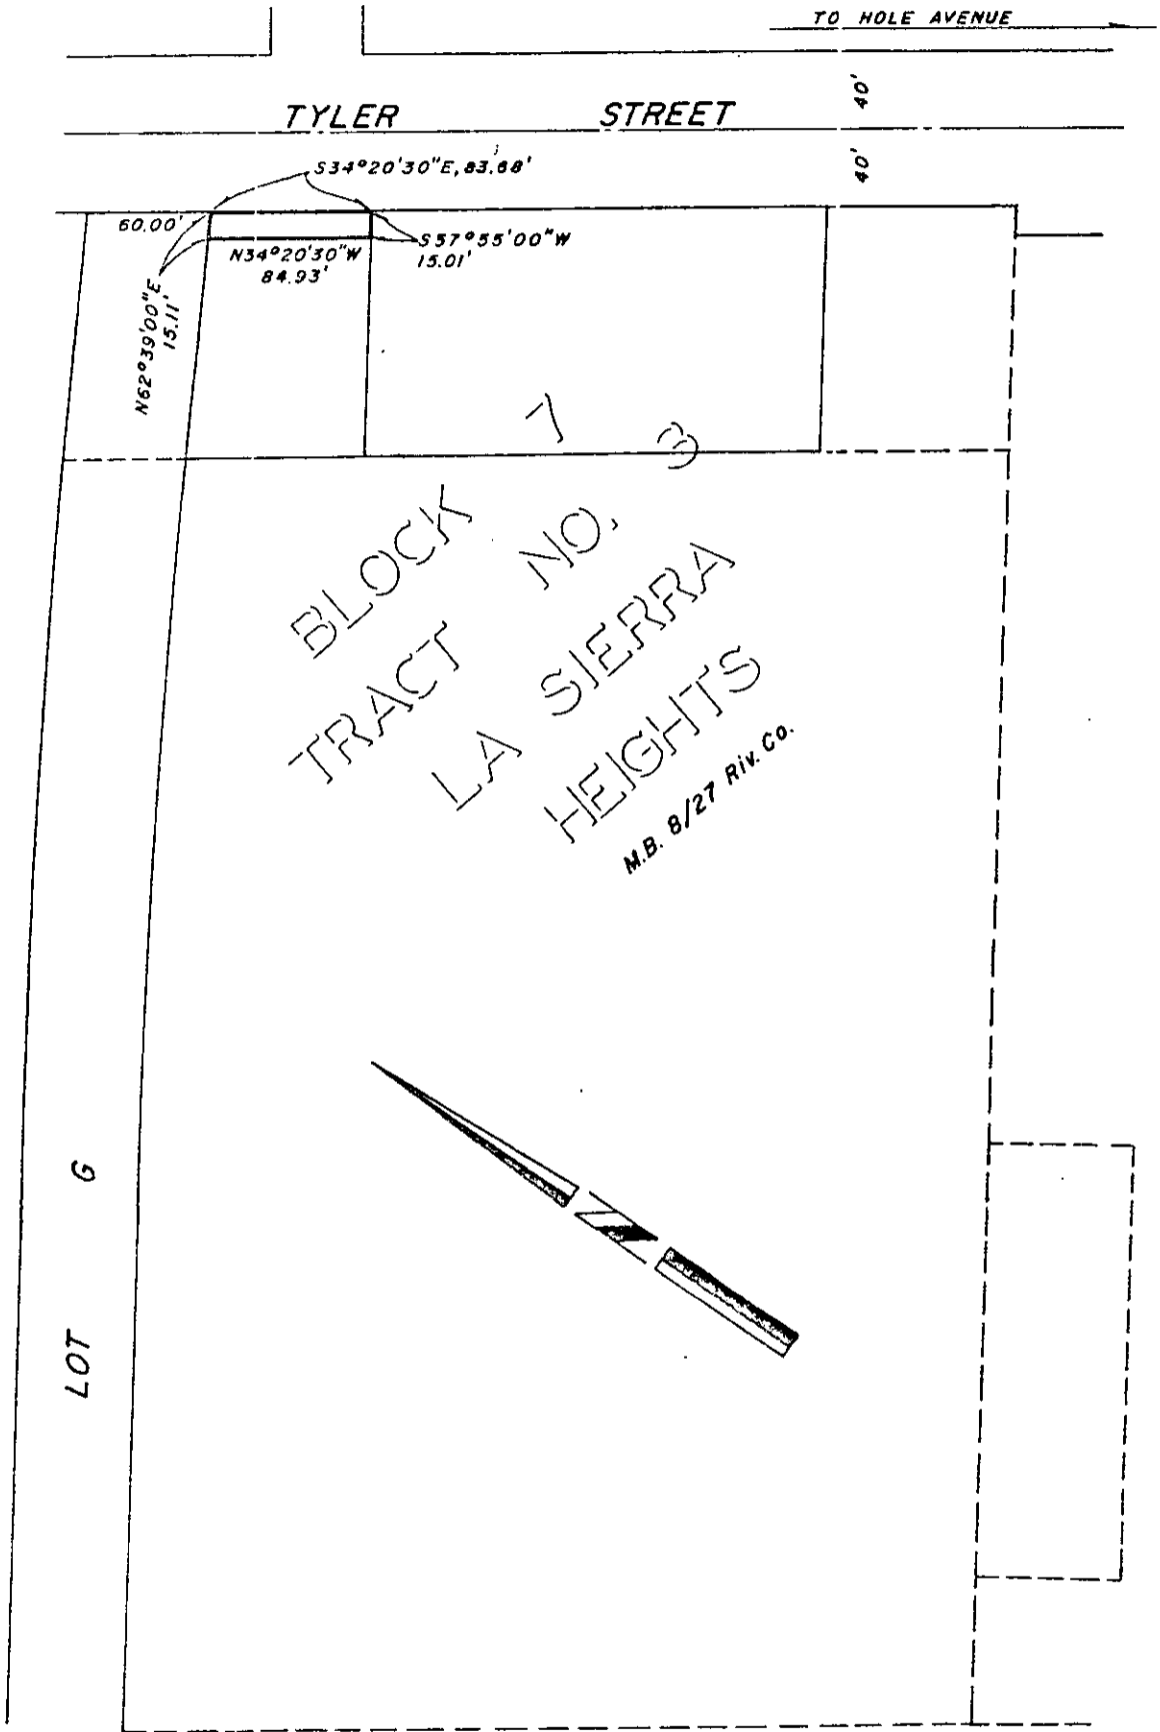 TO HOLE AVENUE
TYLER STREET
40'
40'
S34°20'30"E, 83.68'
60.00'
N34°20'30"W
84.93'
S57°55'00"W
15.01'
N62°39'00"E
15.11'
BLOCK 7
TRACT NO. 3
LA SIERRA
HEIGHTS
M.B. 8/27 Riv. Co.
LOT G